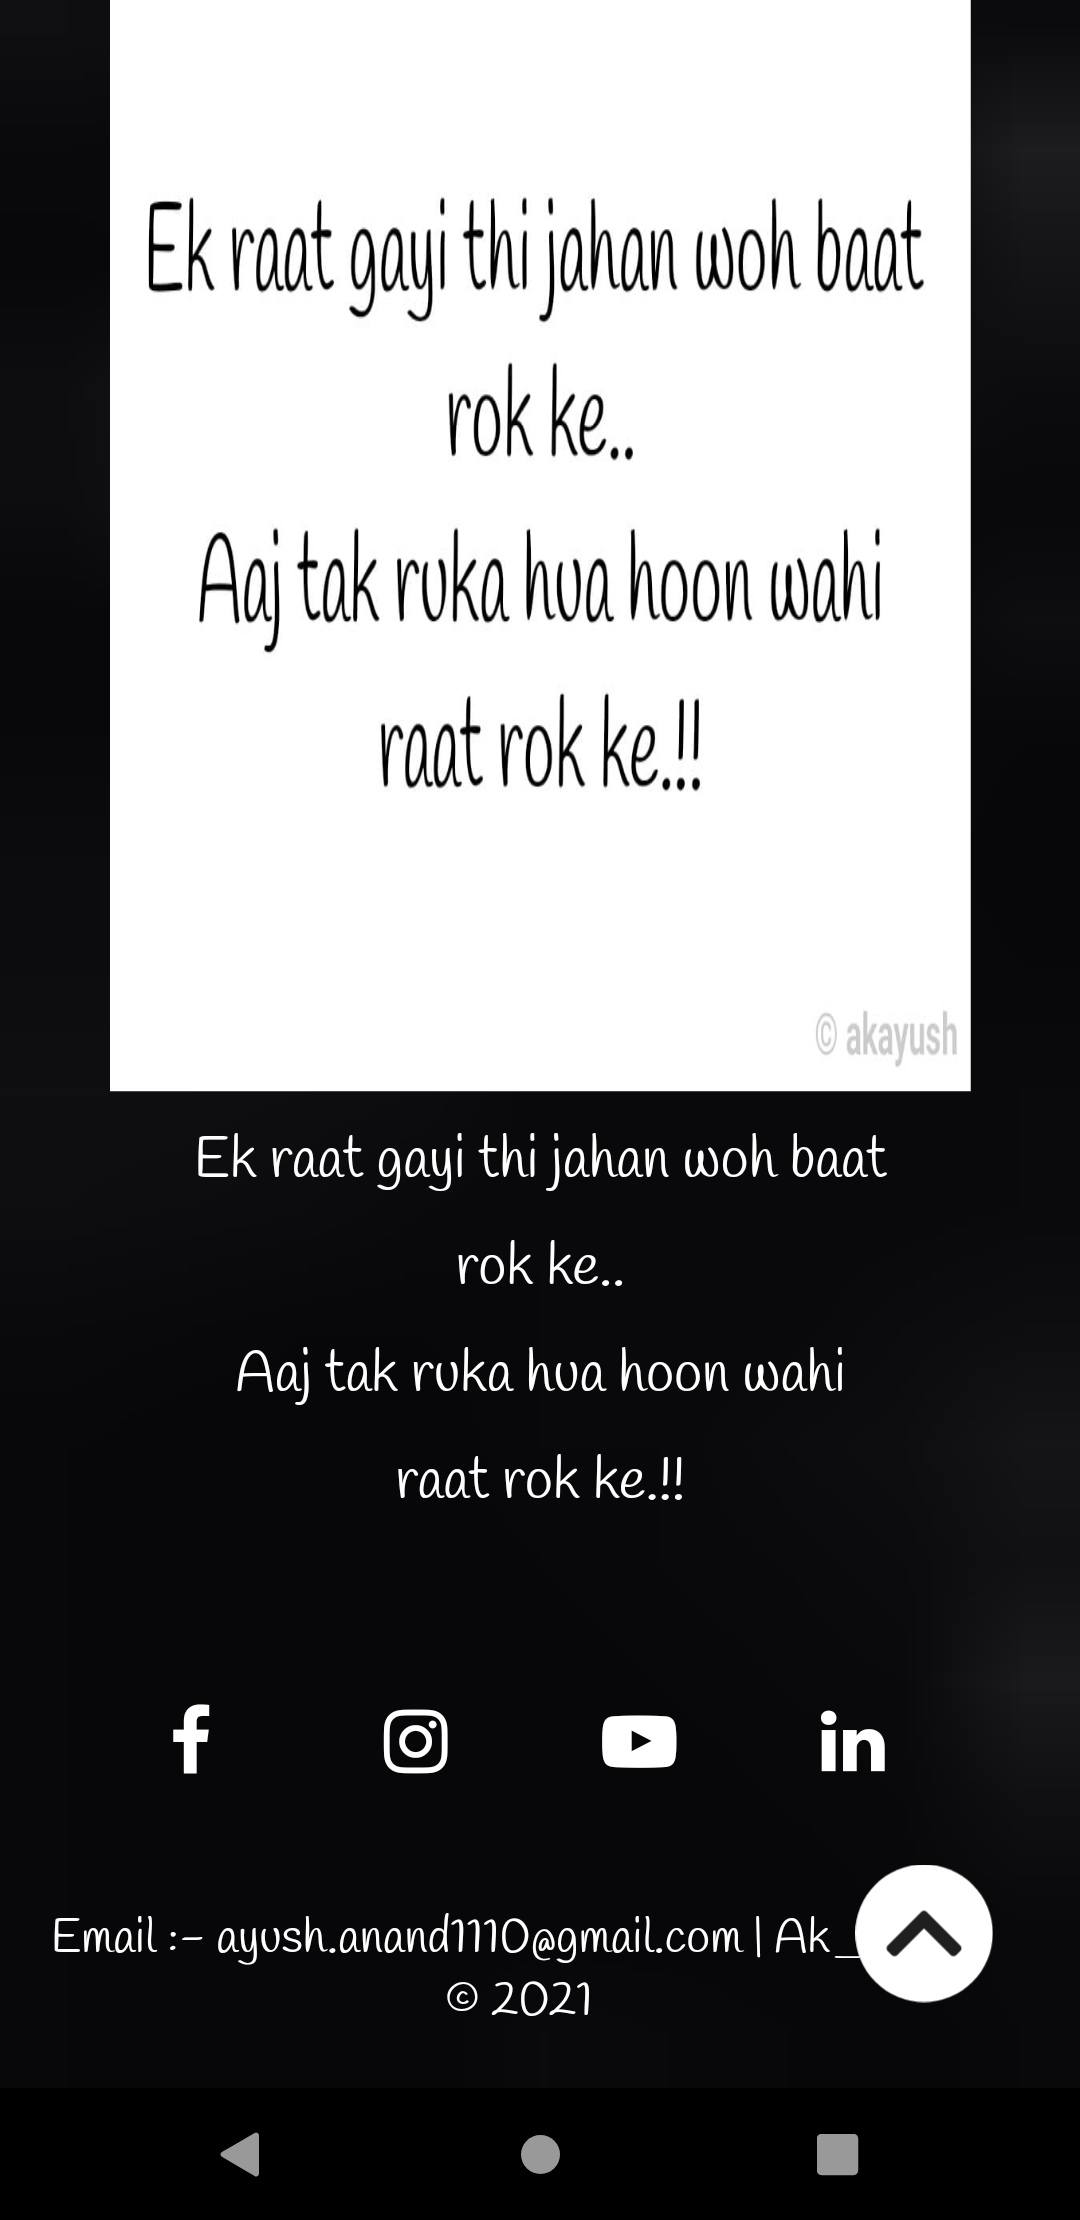 Ek raat gayi thi jahan woh baat
rok ke..
Aaj tak ruka hua hoon wahi
raat rok ke.!!
© akayush
Ek raat gayi thi jahan woh baat
rok ke..
Aaj tak ruka hua hoon wahi
raat rok ke.!!
Email :- ayush.anand1110@gmail.com | Ak_
© 2021